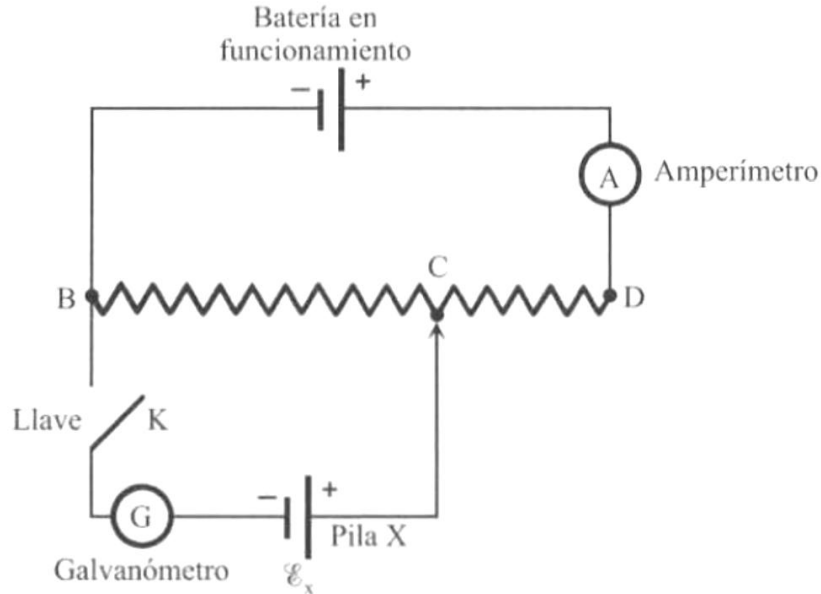 Batería en
funcionamiento
− +
A Amperímetro
C
B D
Llave K
− +
G
Pila X
Galvanómetro ℰx